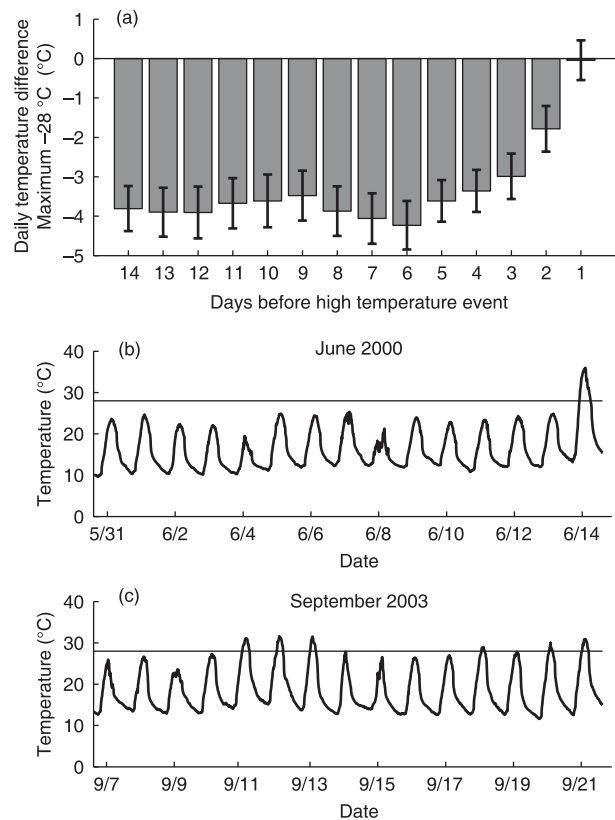 (a)
Daily temperature difference
Maximum –28 °C (°C)
1
0
–1
–2
–3
–4
–5
14 13 12 11 10 9 8 7 6 5 4 3 2 1
Days before high temperature event
(b)
June 2000
Temperature (°C)
40
30
20
10
0
5/31 6/2 6/4 6/6 6/8 6/10 6/12 6/14
Date
(c)
September 2003
Temperature (°C)
40
30
20
10
0
9/7 9/9 9/11 9/13 9/15 9/17 9/19 9/21
Date